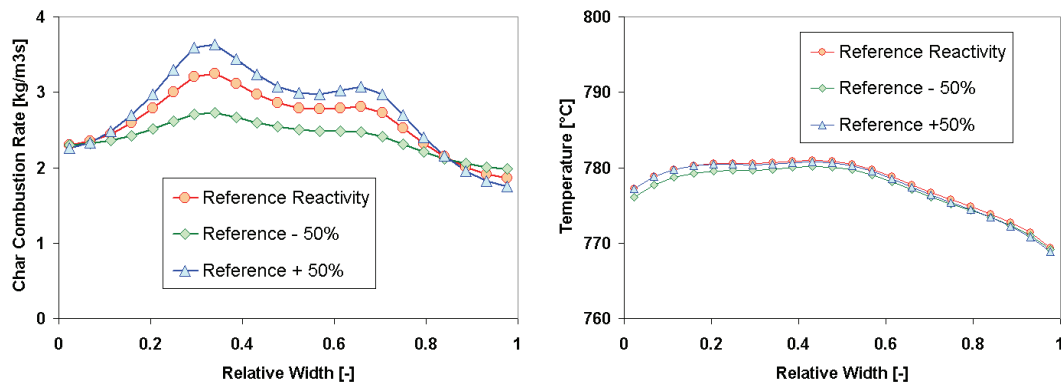 4
3
2
1
0
Char Combustion Rate [kg/m3s]
Reference Reactivity
Reference - 50%
Reference + 50%
0
0.2
0.4
0.6
0.8
1
Relative Width [-]
800
790
780
770
760
Temperature [°C]
Reference Reactivity
Reference - 50%
Reference +50%
0
0.2
0.4
0.6
0.8
1
Relative Width [-]